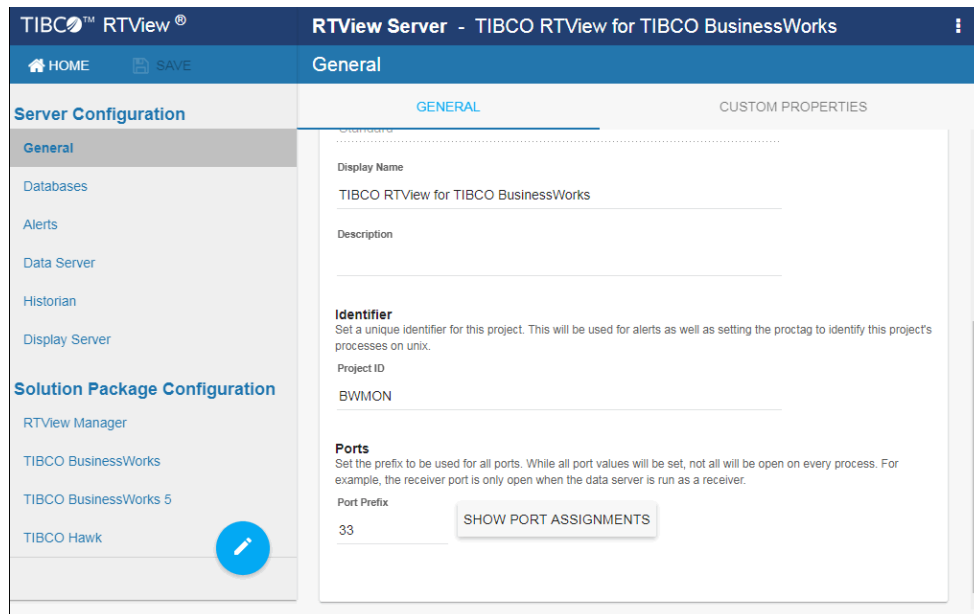 TIBCO™ RTView ®
RTView Server - TIBCO RTView for TIBCO BusinessWorks
HOME
SAVE
General
Server Configuration
General
Databases
Alerts
Data Server
Historian
Display Server
Solution Package Configuration
RTView Manager
TIBCO BusinessWorks
TIBCO BusinessWorks 5
TIBCO Hawk
GENERAL
CUSTOM PROPERTIES
Standard
Display Name
TIBCO RTView for TIBCO BusinessWorks
Description
Identifier
Set a unique identifier for this project. This will be used for alerts as well as setting the proctag to identify this project's
processes on unix.
Project ID
BWMON
Ports
Set the prefix to be used for all ports. While all port values will be set, not all will be open on every process. For
example, the receiver port is only open when the data server is run as a receiver.
Port Prefix
33
SHOW PORT ASSIGNMENTS